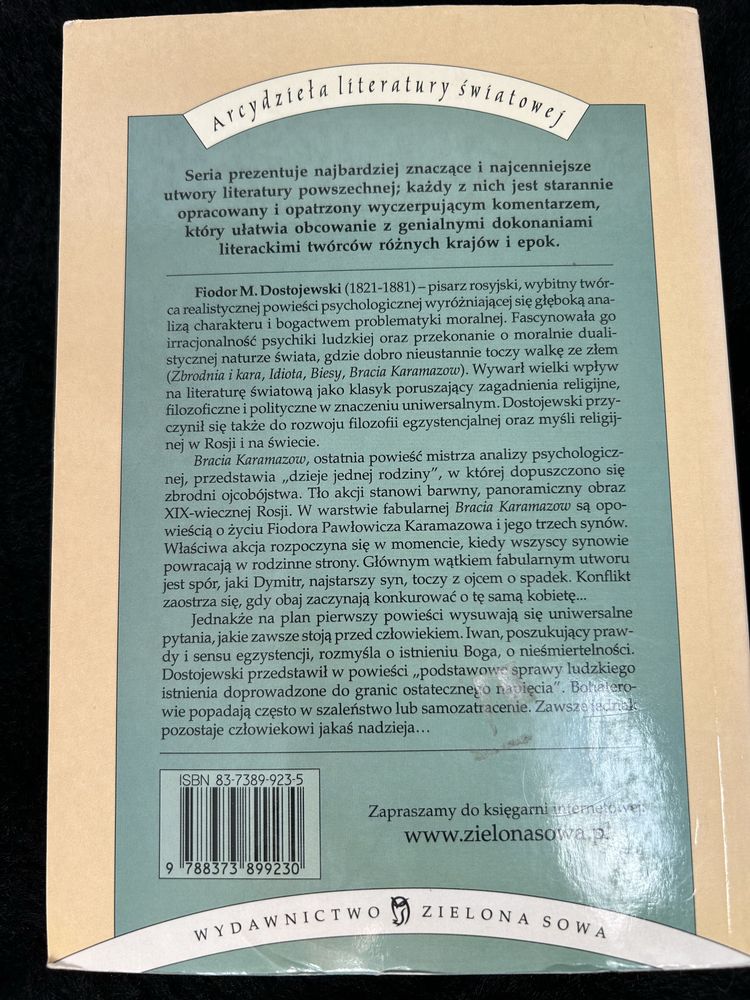 Arcydzieła literatury światowej
Seria prezentuje najbardziej znaczące i najcenniejsze
utwory literatury powszechnej; każdy z nich jest starannie
opracowany i opatrzony wyczerpującym komentarzem,
który ułatwia obcowanie z genialnymi dokonaniami
literackimi twórców różnych krajów i epok.
Fiodor M. Dostojewski (1821-1881) – pisarz rosyjski, wybitny twór-
ca realistycznej powieści psychologicznej wyróżniającej się głęboką ana-
lizą charakteru i bogactwem problematyki moralnej. Fascynowała go
irracjonalność psychiki ludzkiej oraz przekonanie o moralnie duali-
stycznej naturze świata, gdzie dobro nieustannie toczy walkę ze złem
(Zbrodnia i kara, Idiota, Biesy, Bracia Karamazow). Wywarł wielki wpływ
na literaturę światową jako klasyk poruszający zagadnienia religijne,
filozoficzne i polityczne w znaczeniu uniwersalnym. Dostojewski przy-
czynił się także do rozwoju filozofii egzystencjalnej oraz myśli religij-
nej w Rosji i na świecie.
Bracia Karamazow, ostatnia powieść mistrza analizy psychologicz-
nej, przedstawia „dzieje jednej rodziny”, w której dopuszczono się
zbrodni ojcobójstwa. Tło akcji stanowi barwny, panoramiczny obraz
XIX-wiecznej Rosji. W warstwie fabularnej Bracia Karamazow są opo-
wieścią o życiu Fiodora Pawłowicza Karamazowa i jego trzech synów.
Właściwa akcja rozpoczyna się w momencie, kiedy wszyscy synowie
powracają w rodzinne strony. Głównym wątkiem fabularnym utworu
jest spór, jaki Dymitr, najstarszy syn, toczy z ojcem o spadek. Konflikt
zaostrza się, gdy obaj zaczynają konkurować o tę samą kobietę...
Jednakże na plan pierwszy powieści wysuwają się uniwersalne
pytania, jakie zawsze stoją przed człowiekiem. Iwan, poszukujący praw-
dy i sensu egzystencji, rozmyśla o istnieniu Boga, o nieśmiertelności.
Dostojewski przedstawił w powieści „podstawowe sprawy ludzkiego
istnienia doprowadzone do granic ostatecznego napięcia”. Bohatero-
wie popadają często w szaleństwo lub samozatracenie. Zawsze jednak
pozostaje człowiekowi jakaś nadzieja…
ISBN 83-7389-923-5
9 788373 899230
Zapraszamy do księgarni internetowej:
www.zielonasowa.pl
WYDAWNICTWO ZIELONA SOWA